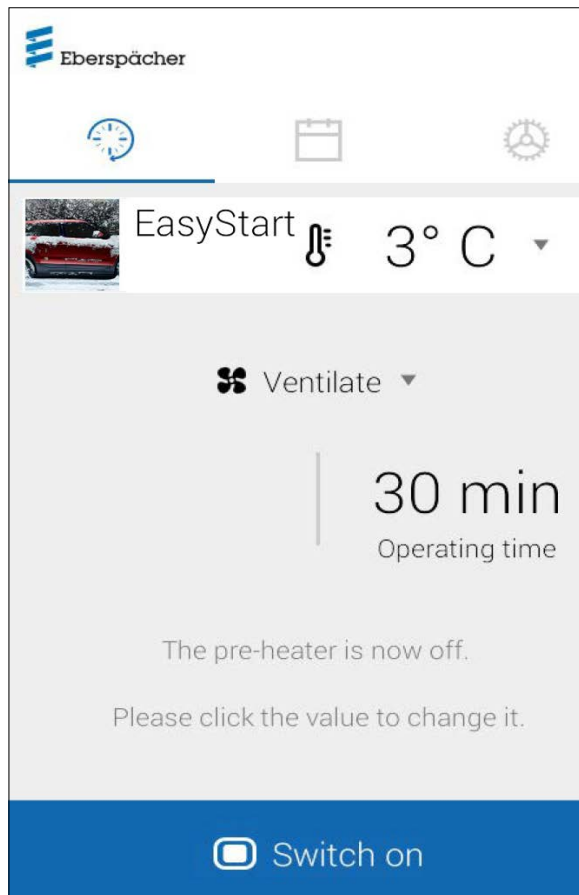 Eberspächer
EasyStart
3° C
Ventilate
30 min
Operating time
The pre-heater is now off.
Please click the value to change it.
Switch on